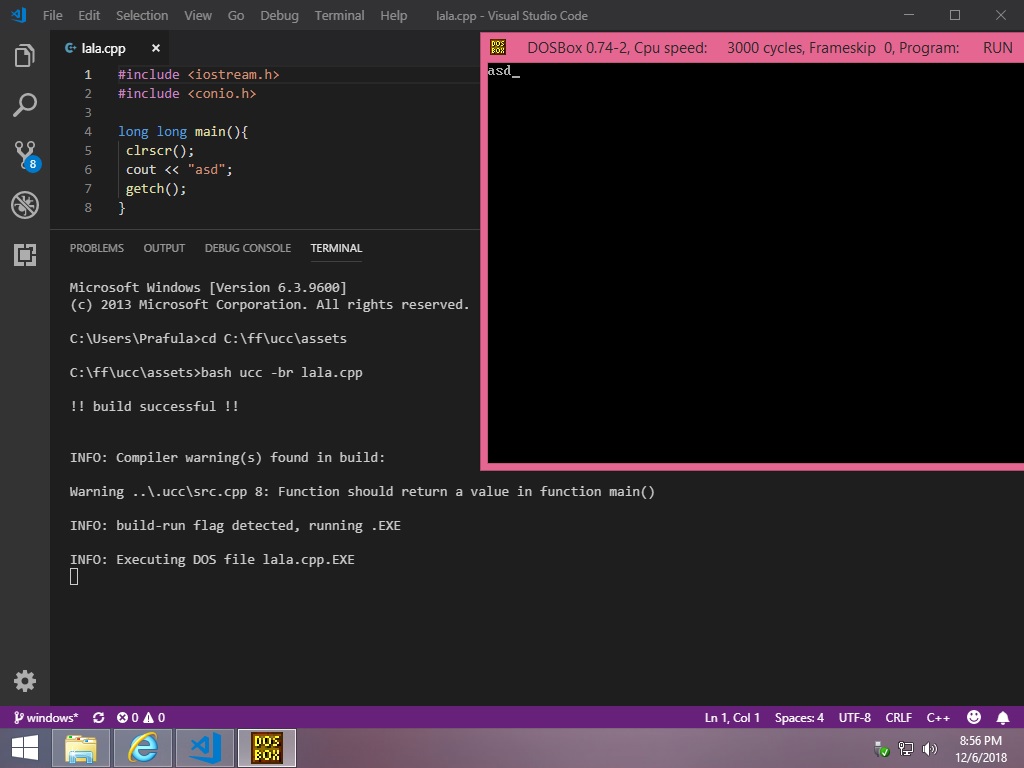 File Edit Selection View Go Debug Terminal Help lala.cpp - Visual Studio Code
lala.cpp
DOS BOX DOSBox 0.74-2, Cpu speed: 3000 cycles, Frameskip 0, Program: RUN
asd_
1 #include <iostream.h>
2 #include <conio.h>
3
4 long long main(){
5 clrscr();
6 cout << "asd";
7 getch();
8 }
8
PROBLEMS OUTPUT DEBUG CONSOLE TERMINAL
Microsoft Windows [Version 6.3.9600]
(c) 2013 Microsoft Corporation. All rights reserved.
C:\Users\Prafula>cd C:\ff\ucc\assets
C:\ff\ucc\assets>bash ucc -br lala.cpp
!! build successful !!
INFO: Compiler warning(s) found in build:
Warning ..\.ucc\src.cpp 8: Function should return a value in function main()
INFO: build-run flag detected, running .EXE
INFO: Executing DOS file lala.cpp.EXE
windows* 0 0 Ln 1, Col 1 Spaces: 4 UTF-8 CRLF C++
DOS
BOX
8:56 PM
12/6/2018